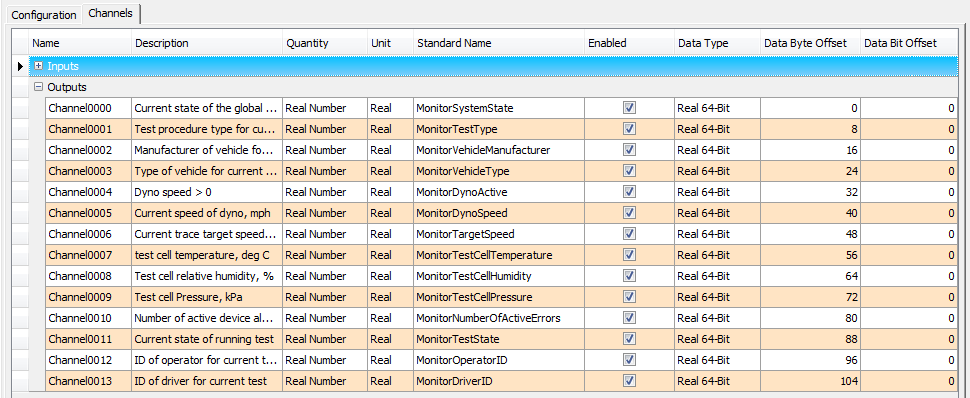 Configuration Channels
Name Description Quantity Unit Standard Name Enabled Data Type Data Byte Offset Data Bit Offset
Inputs
Outputs
Channel0000 Current state of the global ... Real Number Real MonitorSystemState Real 64-Bit 0 0
Channel0001 Test procedure type for cu... Real Number Real MonitorTestType Real 64-Bit 8 0
Channel0002 Manufacturer of vehicle fo... Real Number Real MonitorVehicleManufacturer Real 64-Bit 16 0
Channel0003 Type of vehicle for current ... Real Number Real MonitorVehicleType Real 64-Bit 24 0
Channel0004 Dyno speed > 0 Real Number Real MonitorDynoActive Real 64-Bit 32 0
Channel0005 Current speed of dyno, mph Real Number Real MonitorDynoSpeed Real 64-Bit 40 0
Channel0006 Current trace target speed... Real Number Real MonitorTargetSpeed Real 64-Bit 48 0
Channel0007 test cell temperature, deg C Real Number Real MonitorTestCellTemperature Real 64-Bit 56 0
Channel0008 Test cell relative humidity, % Real Number Real MonitorTestCellHumidity Real 64-Bit 64 0
Channel0009 Test cell Pressure, kPa Real Number Real MonitorTestCellPressure Real 64-Bit 72 0
Channel0010 Number of active device al... Real Number Real MonitorNumberOfActiveErrors Real 64-Bit 80 0
Channel0011 Current state of running test Real Number Real MonitorTestState Real 64-Bit 88 0
Channel0012 ID of operator for current t... Real Number Real MonitorOperatorID Real 64-Bit 96 0
Channel0013 ID of driver for current test Real Number Real MonitorDriverID Real 64-Bit 104 0